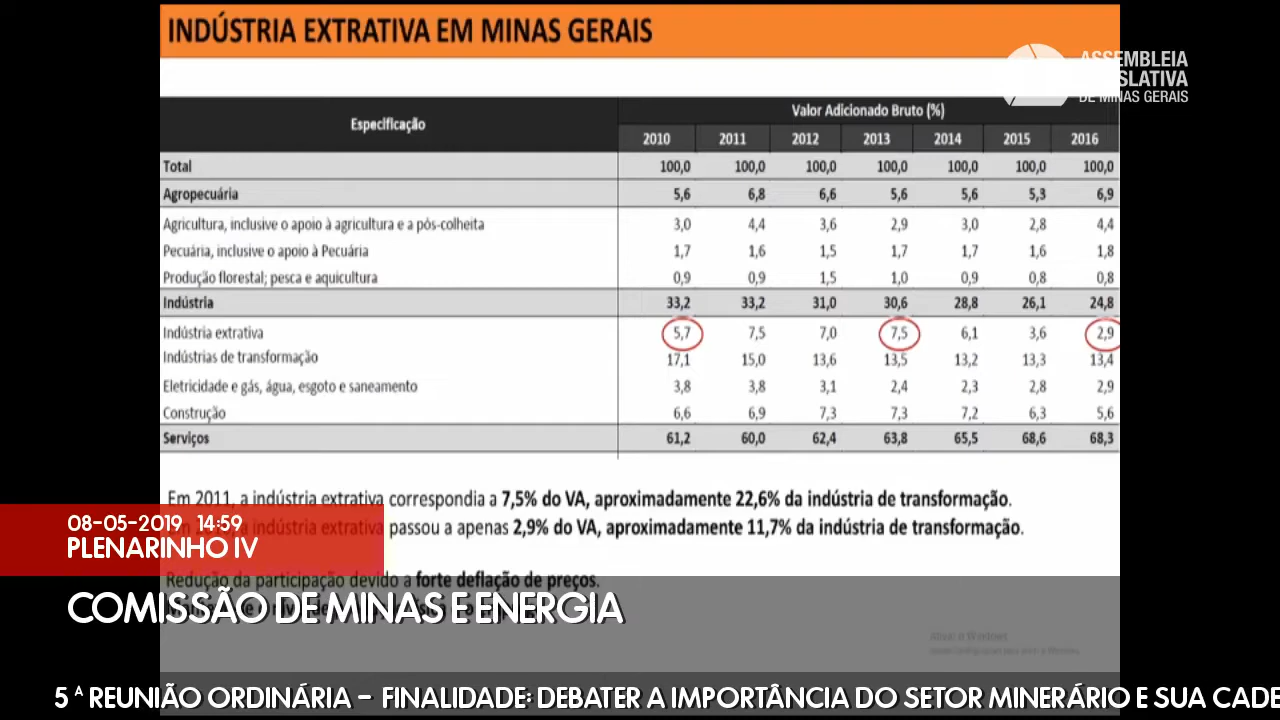 INDÚSTRIA EXTRATIVA EM MINAS GERAIS
ASSEMBLEIA
ISLATIVA
DE MINAS GERAIS
Especificação Valor Adicionado Bruto (%)
2010 2011 2012 2013 2014 2015 2016
Total 100,0 100,0 100,0 100,0 100,0 100,0 100,0
Agropecuária 5,6 6,8 6,6 5,6 5,6 5,3 6,9
Agricultura, inclusive o apoio à agricultura e a pós-colheita 3,0 4,4 3,6 2,9 3,0 2,8 4,4
Pecuária, inclusive o apoio à Pecuária 1,7 1,6 1,5 1,7 1,7 1,6 1,8
Produção florestal; pesca e aquicultura 0,9 0,9 1,5 1,0 0,9 0,8 0,8
Indústria 33,2 33,2 31,0 30,6 28,8 26,1 24,8
Indústria extrativa 5,7 7,5 7,0 7,5 6,1 3,6 2,9
Indústrias de transformação 17,1 15,0 13,6 13,5 13,2 13,3 13,4
Eletricidade e gás, água, esgoto e saneamento 3,8 3,8 3,1 2,4 2,3 2,8 2,9
Construção 6,6 6,9 7,3 7,3 7,2 6,3 5,6
Serviços 61,2 60,0 62,4 63,8 65,5 68,6 68,3
Em 2011, a indústria extrativa correspondia a 7,5% do VA, aproximadamente 22,6% da indústria de transformação.
a indústria extrativa passou a apenas 2,9% do VA, aproximadamente 11,7% da indústria de transformação.
08-05-2019 14:59
PLENARINHO IV
Redução da participação devido a forte deflação de preços.
COMISSÃO DE MINAS E ENERGIA
Ativar o Windows
5ª REUNIÃO ORDINÁRIA - FINALIDADE: DEBATER A IMPORTÂNCIA DO SETOR MINERÁRIO E SUA CADE